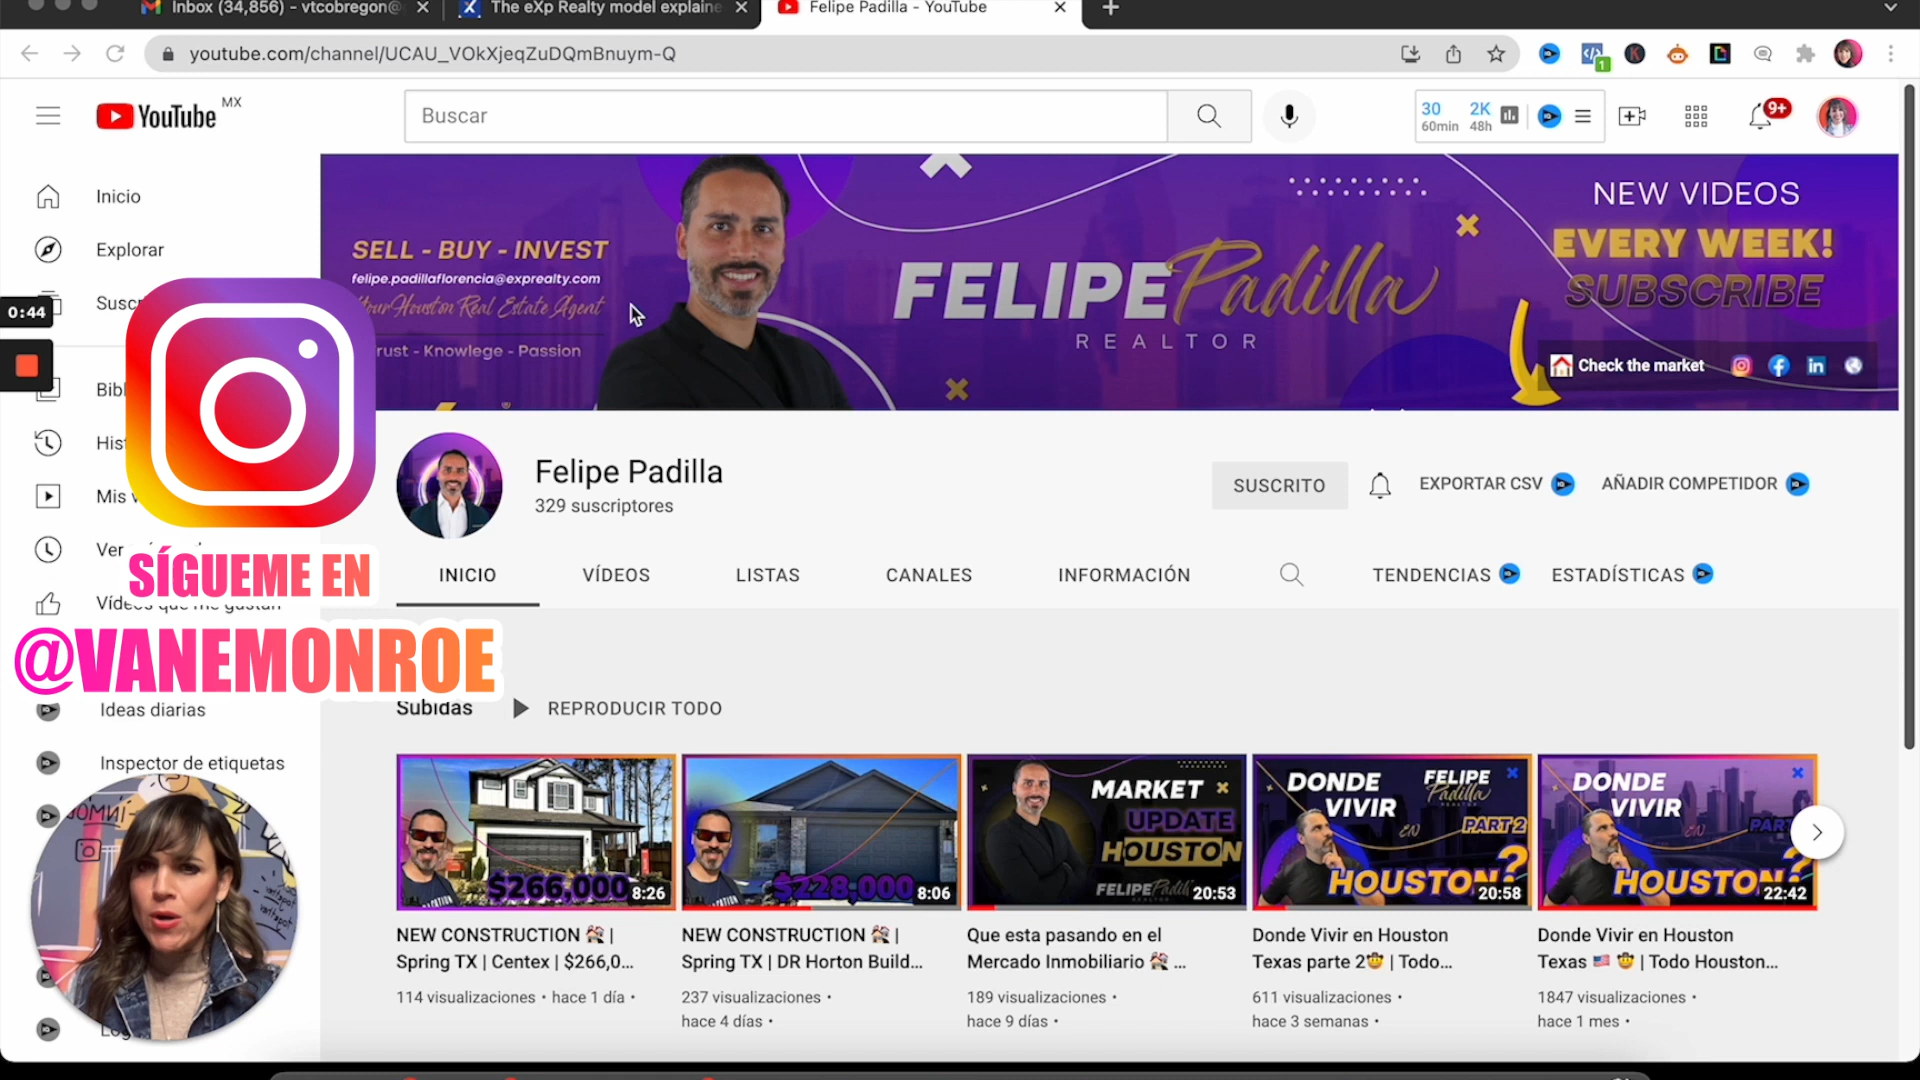 Inbox (34,856) - vtcobregon@
The eXp Realty model explaine
Felipe Padilla - YouTube
youtube.com/channel/UCAU_VOkXjeqZuDQmBnuym-Q
1
YouTube MX
Buscar
30
60min
2K
48h
9+
Inicio
Explorar
Susc
0:44
Bibl
Hist
Mis v
Ver
Vídeos que me gustan
SÍGUEME EN
@VANEMONROE
Ideas diarias
Inspector de etiquetas
SELL - BUY - INVEST
felipe.padillaflorencia@exprealty.com
Your Houston Real Estate Agent
rust - Knowlege - Passion
FELIPE Padilla
REALTOR
NEW VIDEOS
EVERY WEEK!
SUBSCRIBE
Check the market
Felipe Padilla
329 suscriptores
SUSCRITO
EXPORTAR CSV
AÑADIR COMPETIDOR
INICIO
VÍDEOS
LISTAS
CANALES
INFORMACIÓN
TENDENCIAS
ESTADÍSTICAS
Subidas
REPRODUCIR TODO
$266,000
8:26
NEW CONSTRUCTION |
Spring TX | Centex | $266,0...
114 visualizaciones • hace 1 día •
$228,000
8:06
NEW CONSTRUCTION |
Spring TX | DR Horton Build...
237 visualizaciones •
hace 4 días •
MARKET
UPDATE
HOUSTON
FELIPE Padilla
20:53
Que esta pasando en el
Mercado Inmobiliario ...
189 visualizaciones •
hace 9 días •
DONDE
VIVIR
EN
FELIPE
Padilla
PART 2
HOUSTON?
20:58
Donde Vivir en Houston
Texas parte 2 | Todo...
611 visualizaciones •
hace 3 semanas •
DONDE
VIVIR
EN
PART
HOUSTON?
22:42
Donde Vivir en Houston
Texas | Todo Houston...
1847 visualizaciones •
hace 1 mes •